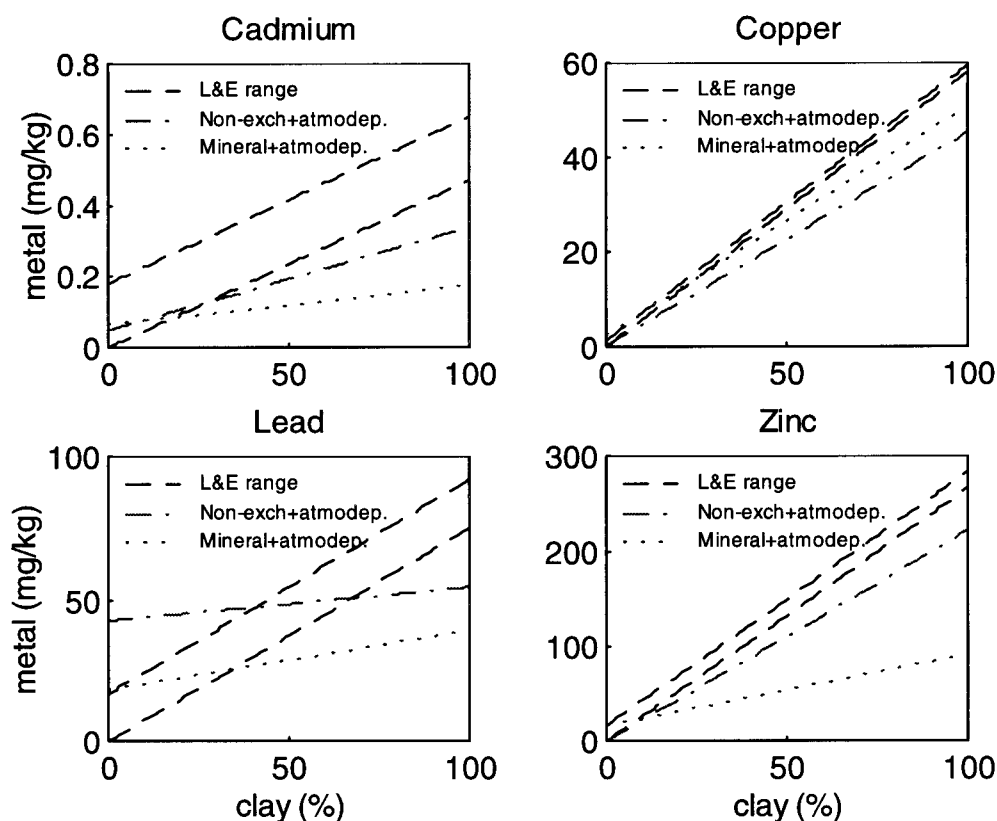 Cadmium
metal (mg/kg)
0.8
0.6
0.4
0.2
0
L&E range
Non-exch+atmodep.
Mineral+atmodep.
0
50
100
Copper
60
40
20
0
L&E range
Non-exch+atmodep.
Mineral+atmodep.
0
50
100
Lead
metal (mg/kg)
100
50
0
L&E range
Non-exch+atmodep.
Mineral+atmodep.
0
50
100
clay (%)
Zinc
300
200
100
0
L&E range
Non-exch+atmodep.
Mineral+atmodep.
0
50
100
clay (%)